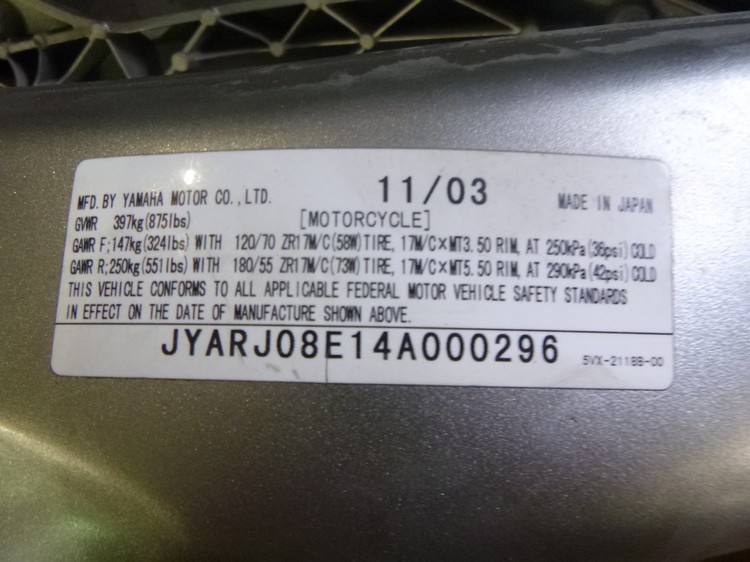 MFD. BY YAMAHA MOTOR CO.,LTD. 11/03 MADE IN JAPAN
GVWR 397kg(875lbs) [MOTORCYCLE]
GAWR F;147kg(324lbs) WITH 120/70 ZR17M/C(58W)TIRE, 17M/C×MT3.50 RIM, AT 250kPa(36psi) COLD
GAWR R;250kg(551lbs) WITH 180/55 ZR17M/C(73W)TIRE, 17M/C×MT5.50 RIM, AT 290kPa(42psi) COLD
THIS VEHICLE CONFORMS TO ALL APPLICABLE FEDERAL MOTOR VEHICLE SAFETY STANDARDS
IN EFFECT ON THE DATE OF MANUFACTURE SHOWN ABOVE.
JYARJ08E14A000296 5VX-2118B-00